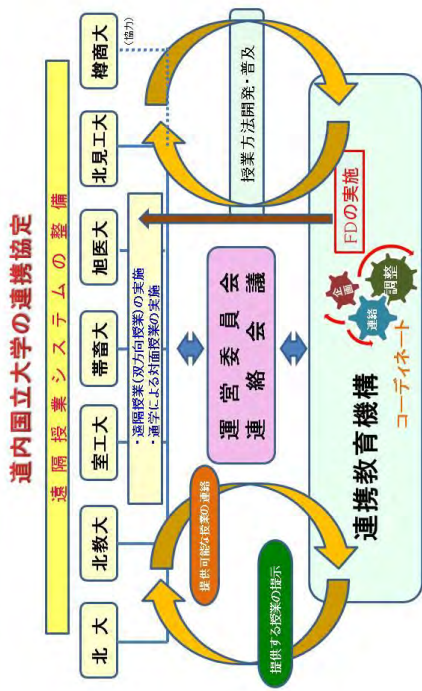 道内国立大学の連携協定
遠隔授業システムの整備
北大
北教大
室工大
帯畜大
旭医大
北見工大
樽商大
〈協力〉
・遠隔授業(双方向授業)の実施
・通学による対面授業の実施
提供可能な授業の連絡
提供する授業の提示
運営委員会
連絡会議
授業方法開発・普及
FDの実施
連携教育機構
コーディネート
企画
連絡
調整